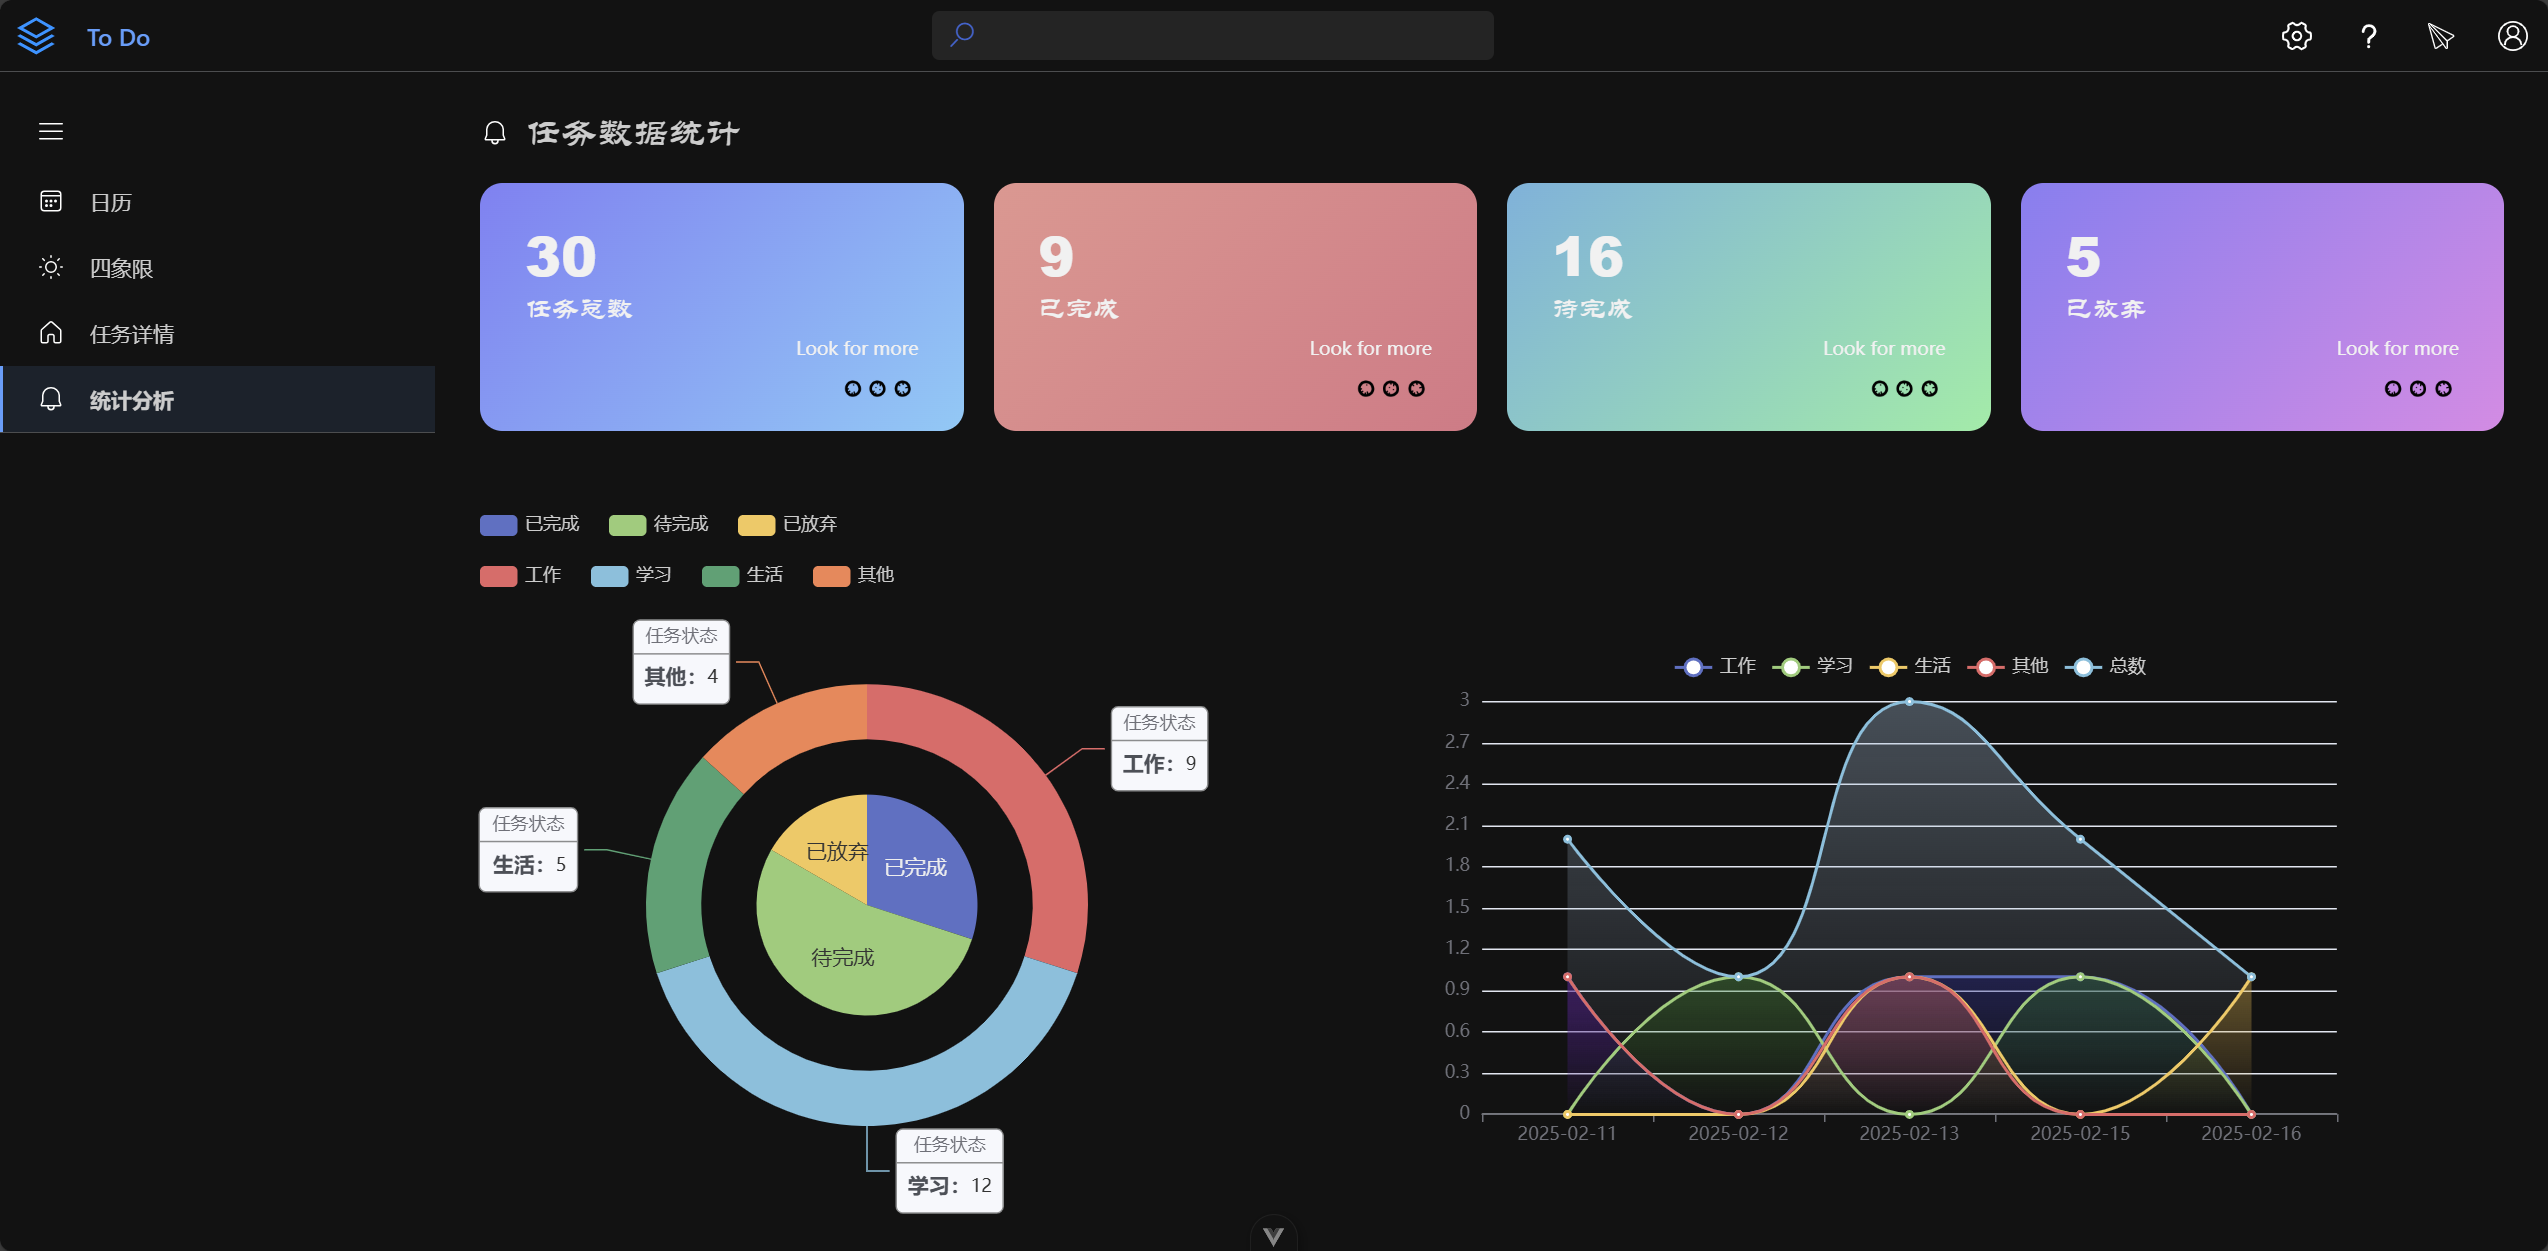 To Do
日历
四象限
任务详情
统计分析
任务数据统计
30
任务总数
Look for more
9
已完成
Look for more
16
待完成
Look for more
5
已放弃
Look for more
已完成 待完成 已放弃
工作 学习 生活 其他
任务状态
其他：4
任务状态
工作：9
任务状态
生活：5
已放弃
已完成
待完成
任务状态
学习：12
工作 学习 生活 其他 总数
3
2.7
2.4
2.1
1.8
1.5
1.2
0.9
0.6
0.3
0
2025-02-11 2025-02-12 2025-02-13 2025-02-15 2025-02-16